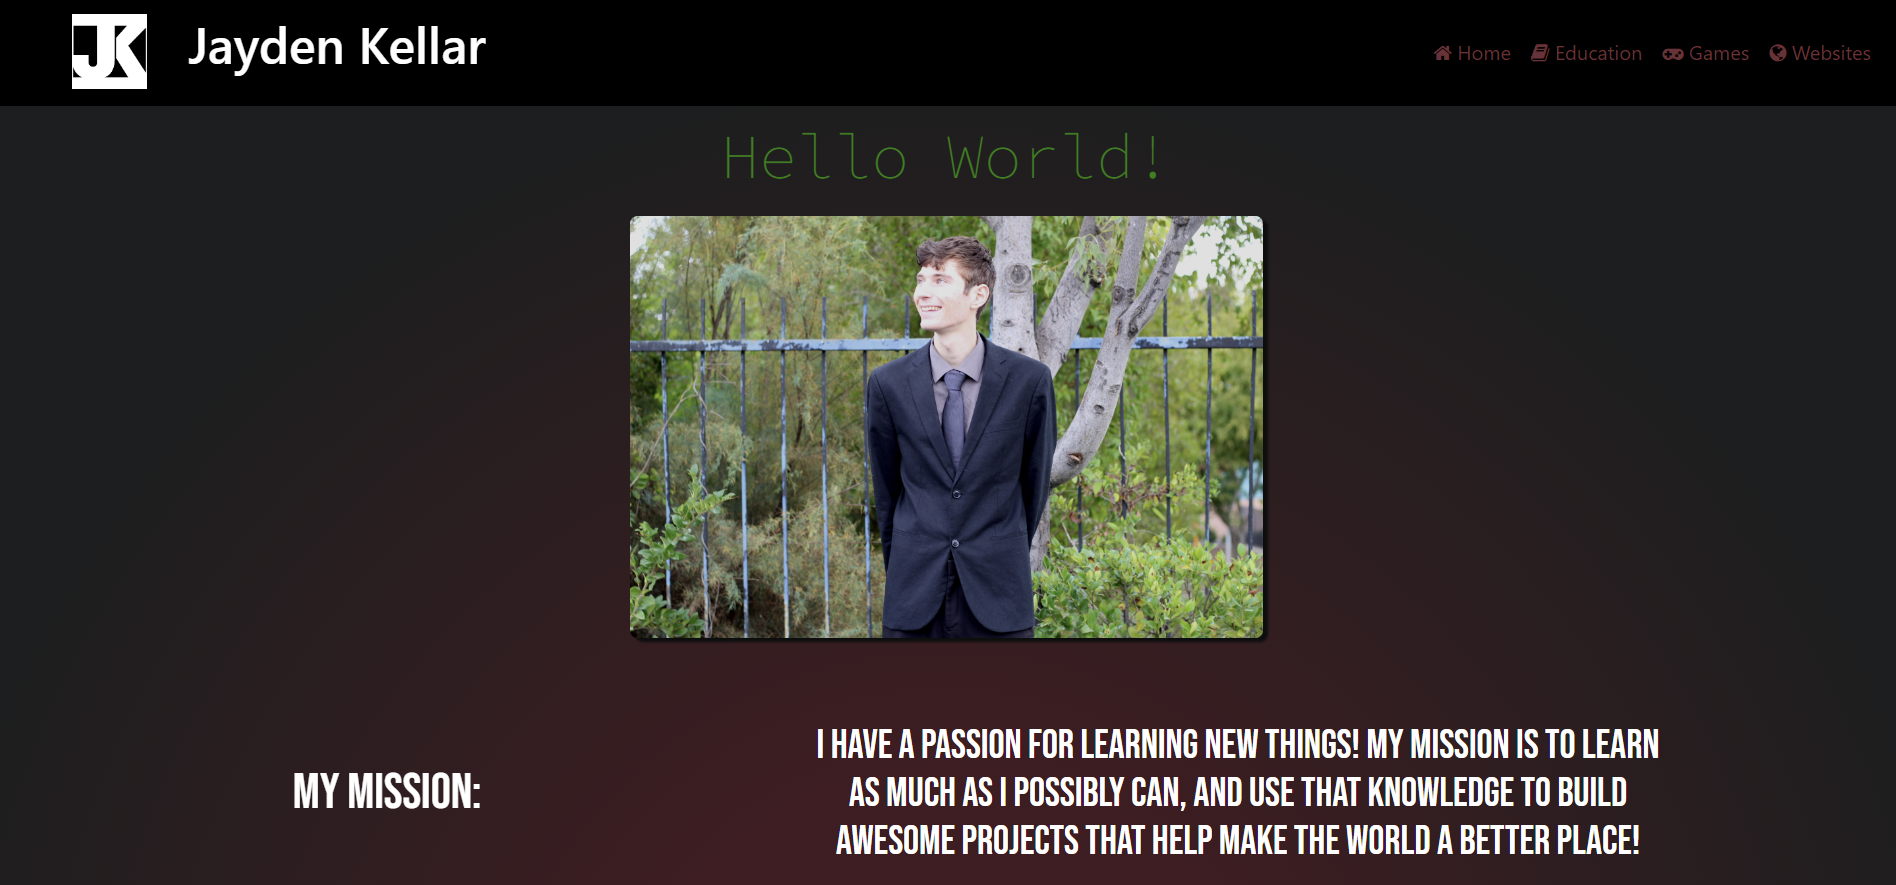 JK
Jayden Kellar
Home Education Games Websites
Hello World!
MY MISSION:
I HAVE A PASSION FOR LEARNING NEW THINGS! MY MISSION IS TO LEARN
AS MUCH AS I POSSIBLY CAN, AND USE THAT KNOWLEDGE TO BUILD
AWESOME PROJECTS THAT HELP MAKE THE WORLD A BETTER PLACE!